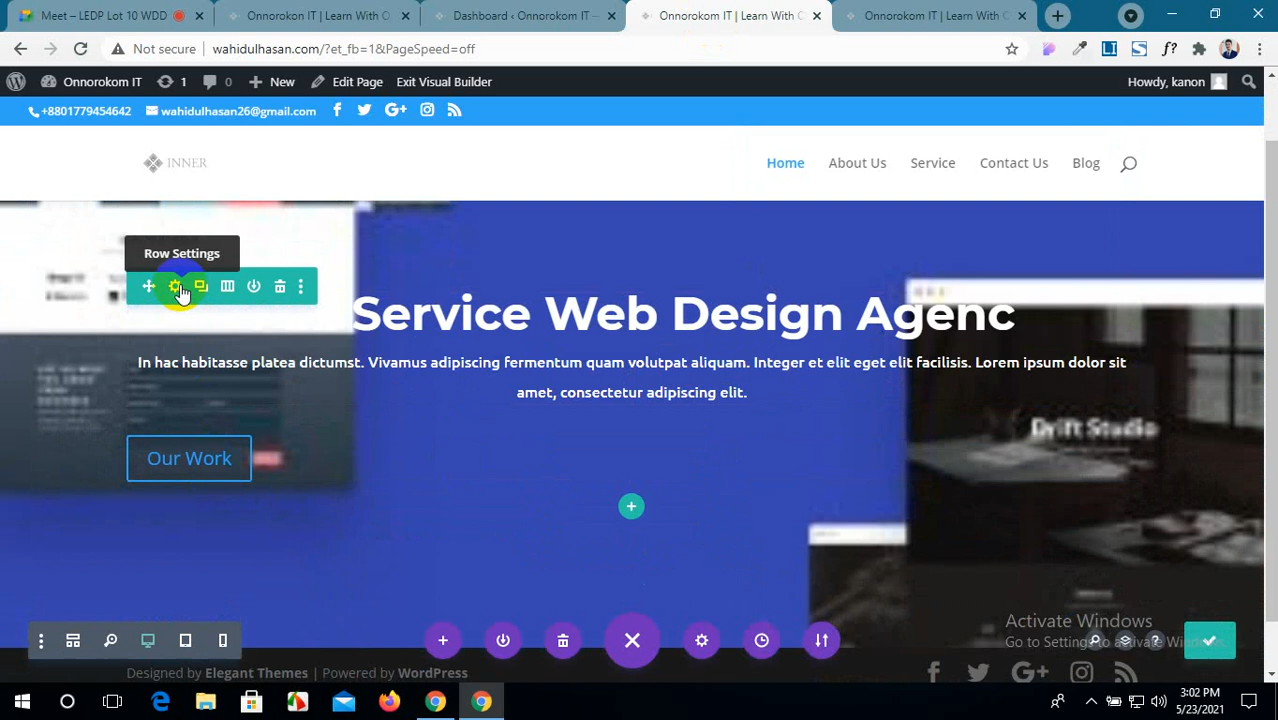 Meet – LEDP Lot 10 WDD
Onnorokom IT | Learn With O
Dashboard ‹ Onnorokom IT —
Onnorokom IT | Learn With O
Onnorokom IT | Learn With O
Not secure
wahidulhasan.com/?et_fb=1&PageSpeed=off
Onnorokom IT
1
0
New
Edit Page
Exit Visual Builder
Howdy, kanon
+8801779454642
wahidulhasan26@gmail.com
INNER
Home
About Us
Service
Contact Us
Blog
Row Settings
Service Web Design Agenc
In hac habitasse platea dictumst. Vivamus adipiscing fermentum quam volutpat aliquam. Integer et elit eget elit facilisis. Lorem ipsum dolor sit
amet, consectetur adipiscing elit.
Drift Studio
Our Work
Activate Windows
Go to Settings to activate Windows.
Designed by Elegant Themes | Powered by WordPress
3:02 PM
5/23/2021